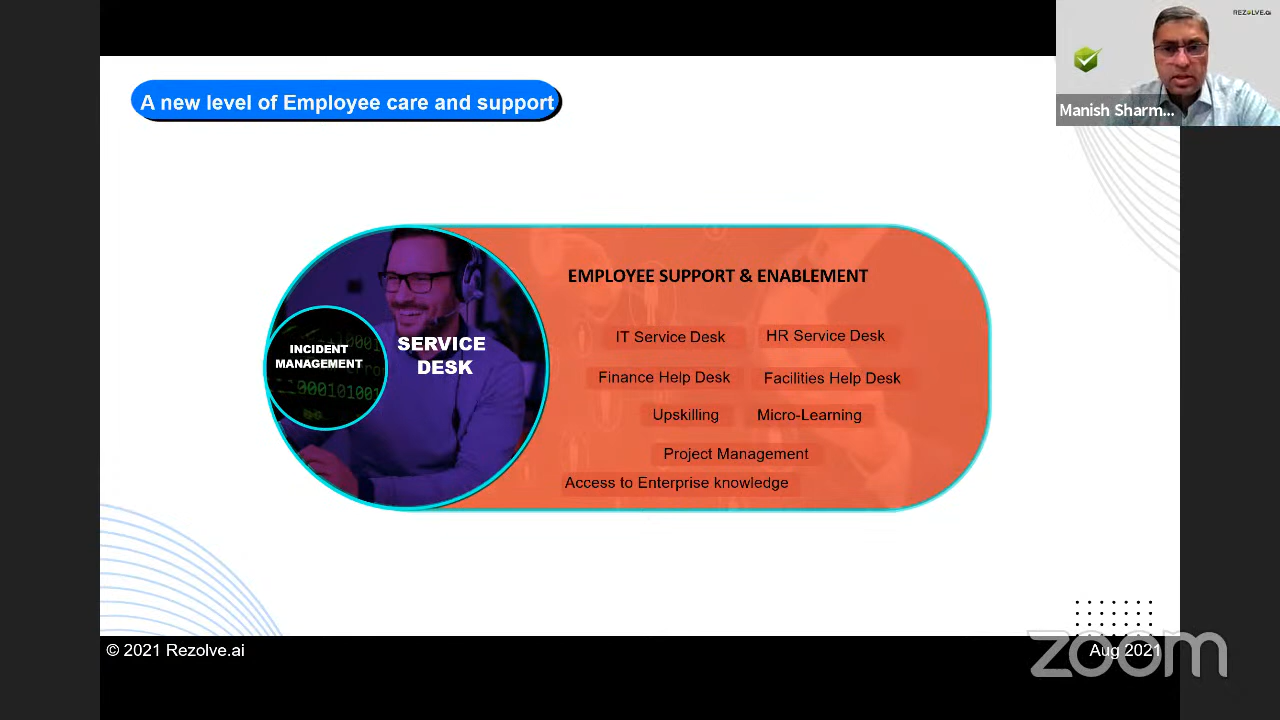 REZOLVE.ai
A new level of Employee care and support
Manish Sharm...
EMPLOYEE SUPPORT & ENABLEMENT
IT Service Desk
HR Service Desk
INCIDENT
MANAGEMENT
SERVICE
DESK
Finance Help Desk
Facilities Help Desk
Upskilling
Micro-Learning
Project Management
Access to Enterprise knowledge
© 2021 Rezolve.ai
Aug 2021
zoom